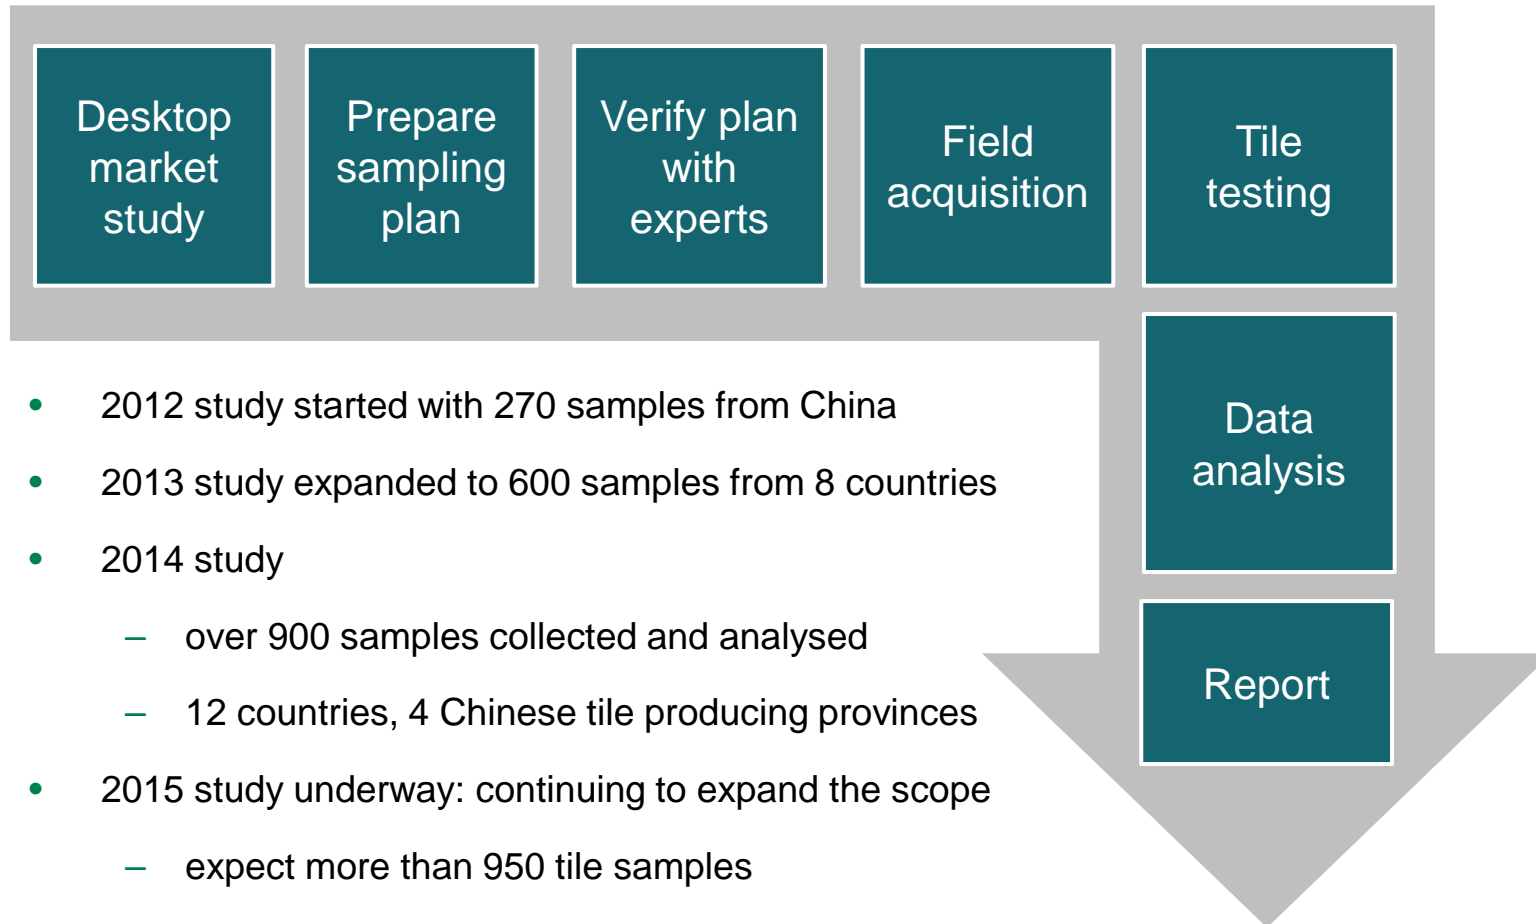 Desktop
market
study
Prepare
sampling
plan
Verify plan
with
experts
Field
acquisition
Tile
testing
Data
analysis
Report
• 2012 study started with 270 samples from China
• 2013 study expanded to 600 samples from 8 countries
• 2014 study
– over 900 samples collected and analysed
– 12 countries, 4 Chinese tile producing provinces
• 2015 study underway: continuing to expand the scope
– expect more than 950 tile samples